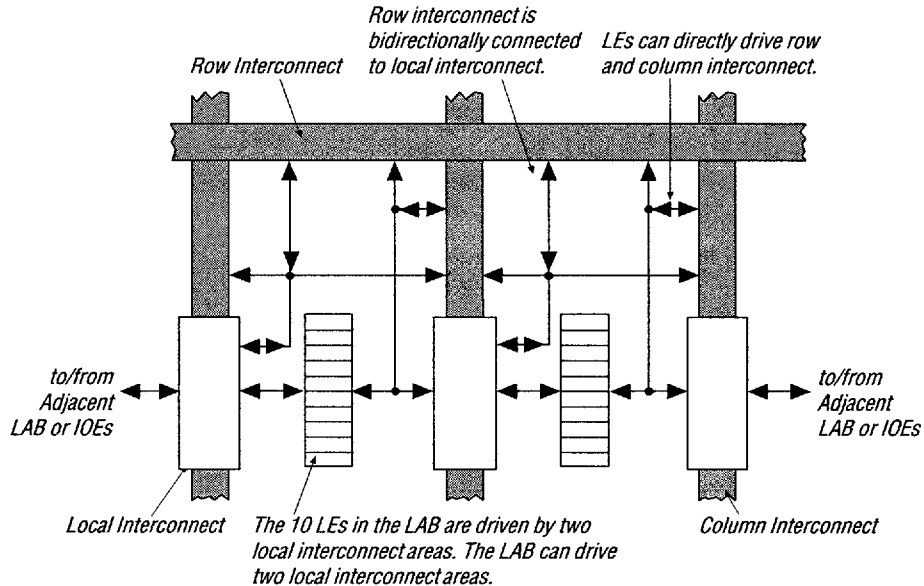 Row interconnect is
bidirectionally connected
to local interconnect.
LEs can directly drive row
and column interconnect.
Row Interconnect
to/from
Adjacent
LAB or IOEs
to/from
Adjacent
LAB or IOEs
Local Interconnect
The 10 LEs in the LAB are driven by two
local interconnect areas. The LAB can drive
two local interconnect areas.
Column Interconnect